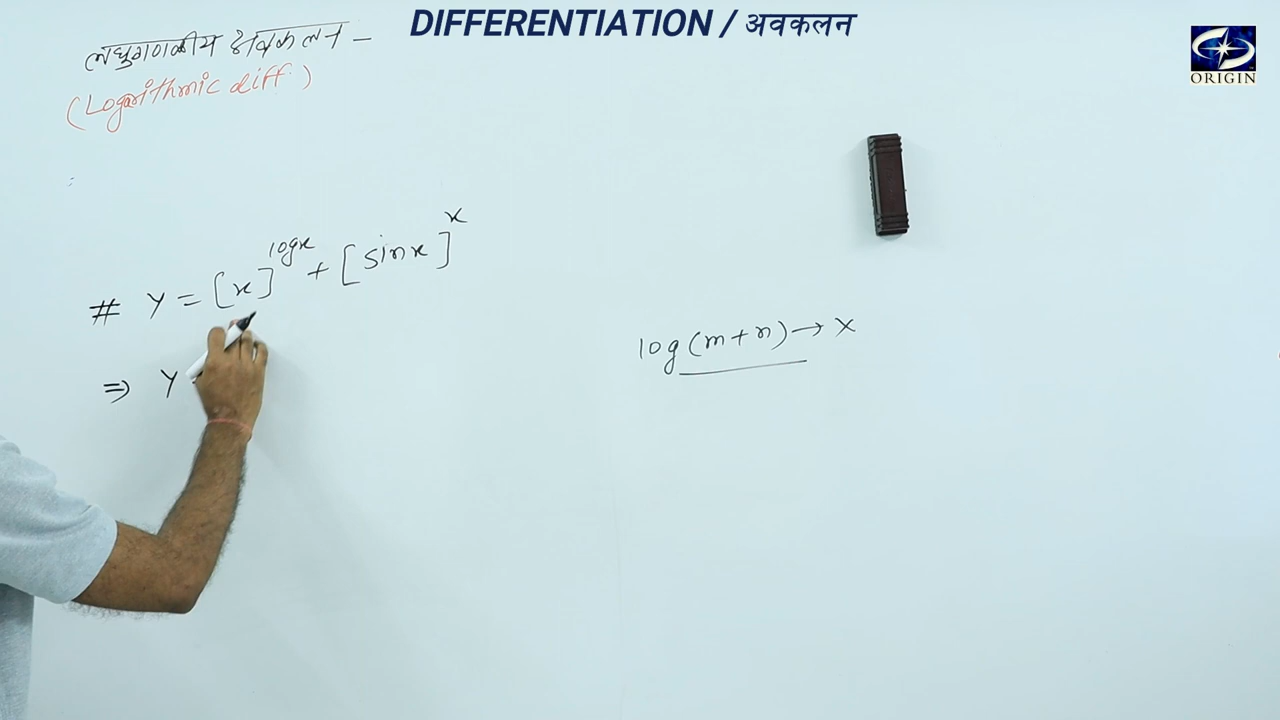 DIFFERENTIATION / अवकलन
ORIGIN
लघुगणकीय अवकलन –
(Logarithmic diff.)
# y = [x]^logx + [sinx]^x
log(m+n) → x
⇒ y